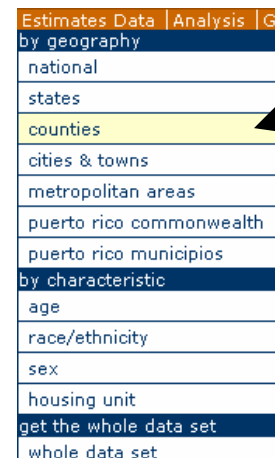 Estimates Data | Analysis | G
by geography
national
states
counties
cities & towns
metropolitan areas
puerto rico commonwealth
puerto rico municipios
by characteristic
age
race/ethnicity
sex
housing unit
get the whole data set
whole data set